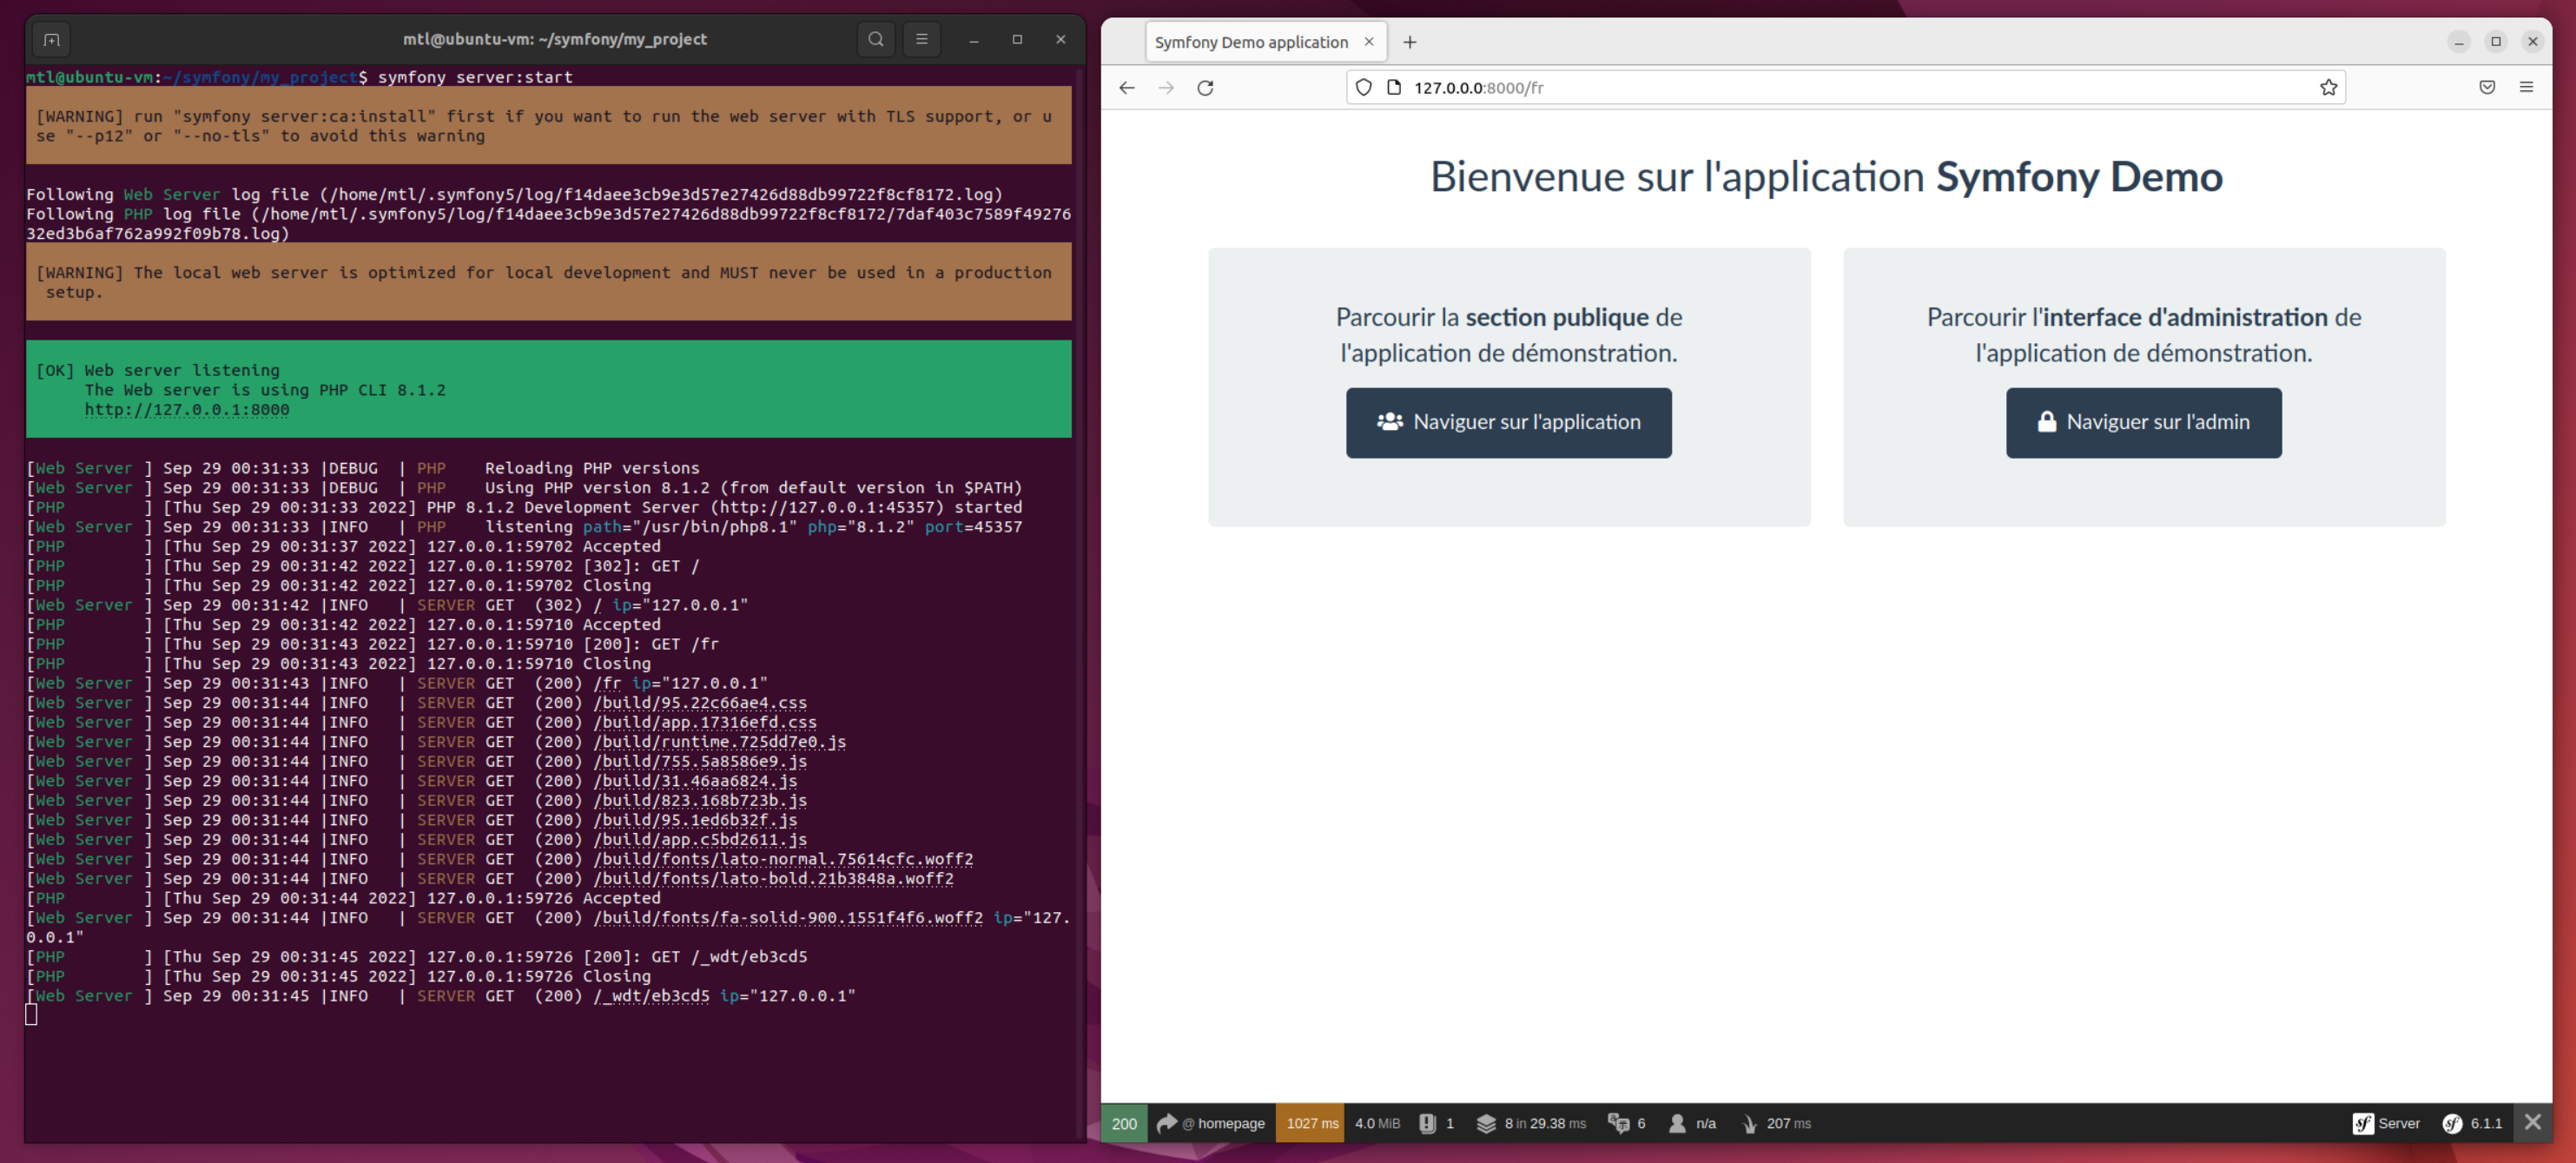 mtl@ubuntu-vm: ~/symfony/my_project
mtl@ubuntu-vm:~/symfony/my_project$ symfony server:start
[WARNING] run "symfony server:ca:install" first if you want to run the web server with TLS support, or u
se "--p12" or "--no-tls" to avoid this warning
Following Web Server log file (/home/mtl/.symfony5/log/f14daee3cb9e3d57e27426d88db99722f8cf8172.log)
Following PHP log file (/home/mtl/.symfony5/log/f14daee3cb9e3d57e27426d88db99722f8cf8172/7daf403c7589f49276
32ed3b6af762a992f09b78.log)
[WARNING] The local web server is optimized for local development and MUST never be used in a production
setup.
[OK] Web server listening
The Web server is using PHP CLI 8.1.2
http://127.0.0.1:8000
[Web Server ] Sep 29 00:31:33 |DEBUG  | PHP    Reloading PHP versions
[Web Server ] Sep 29 00:31:33 |DEBUG  | PHP    Using PHP version 8.1.2 (from default version in $PATH)
[PHP        ] [Thu Sep 29 00:31:33 2022] PHP 8.1.2 Development Server (http://127.0.0.1:45357) started
[Web Server ] Sep 29 00:31:33 |INFO   | PHP    listening path="/usr/bin/php8.1" php="8.1.2" port=45357
[PHP        ] [Thu Sep 29 00:31:37 2022] 127.0.0.1:59702 Accepted
[PHP        ] [Thu Sep 29 00:31:42 2022] 127.0.0.1:59702 [302]: GET /
[PHP        ] [Thu Sep 29 00:31:42 2022] 127.0.0.1:59702 Closing
[Web Server ] Sep 29 00:31:42 |INFO   | SERVER GET  (302) / ip="127.0.0.1"
[PHP        ] [Thu Sep 29 00:31:42 2022] 127.0.0.1:59710 Accepted
[PHP        ] [Thu Sep 29 00:31:43 2022] 127.0.0.1:59710 [200]: GET /fr
[PHP        ] [Thu Sep 29 00:31:43 2022] 127.0.0.1:59710 Closing
[Web Server ] Sep 29 00:31:43 |INFO   | SERVER GET  (200) /fr ip="127.0.0.1"
[Web Server ] Sep 29 00:31:44 |INFO   | SERVER GET  (200) /build/95.22c66ae4.css
[Web Server ] Sep 29 00:31:44 |INFO   | SERVER GET  (200) /build/app.17316efd.css
[Web Server ] Sep 29 00:31:44 |INFO   | SERVER GET  (200) /build/runtime.725dd7e0.js
[Web Server ] Sep 29 00:31:44 |INFO   | SERVER GET  (200) /build/755.5a8586e9.js
[Web Server ] Sep 29 00:31:44 |INFO   | SERVER GET  (200) /build/31.46aa6824.js
[Web Server ] Sep 29 00:31:44 |INFO   | SERVER GET  (200) /build/823.168b723b.js
[Web Server ] Sep 29 00:31:44 |INFO   | SERVER GET  (200) /build/95.1ed6b32f.js
[Web Server ] Sep 29 00:31:44 |INFO   | SERVER GET  (200) /build/app.c5bd2611.js
[Web Server ] Sep 29 00:31:44 |INFO   | SERVER GET  (200) /build/fonts/lato-normal.75614cfc.woff2
[Web Server ] Sep 29 00:31:44 |INFO   | SERVER GET  (200) /build/fonts/lato-bold.21b3848a.woff2
[PHP        ] [Thu Sep 29 00:31:44 2022] 127.0.0.1:59726 Accepted
[Web Server ] Sep 29 00:31:44 |INFO   | SERVER GET  (200) /build/fonts/fa-solid-900.1551f4f6.woff2 ip="127.
0.0.1"
[PHP        ] [Thu Sep 29 00:31:45 2022] 127.0.0.1:59726 [200]: GET /_wdt/eb3cd5
[PHP        ] [Thu Sep 29 00:31:45 2022] 127.0.0.1:59726 Closing
[Web Server ] Sep 29 00:31:45 |INFO   | SERVER GET  (200) /_wdt/eb3cd5 ip="127.0.0.1"
Symfony Demo application
127.0.0.0:8000/fr
Bienvenue sur l'application Symfony Demo
Parcourir la section publique de
l'application de démonstration.
Naviguer sur l'application
Parcourir l'interface d'administration de
l'application de démonstration.
Naviguer sur l'admin
200 @ homepage 1027 ms 4.0 MiB 1 8 in 29.38 ms 6 n/a 207 ms sf Server sf 6.1.1